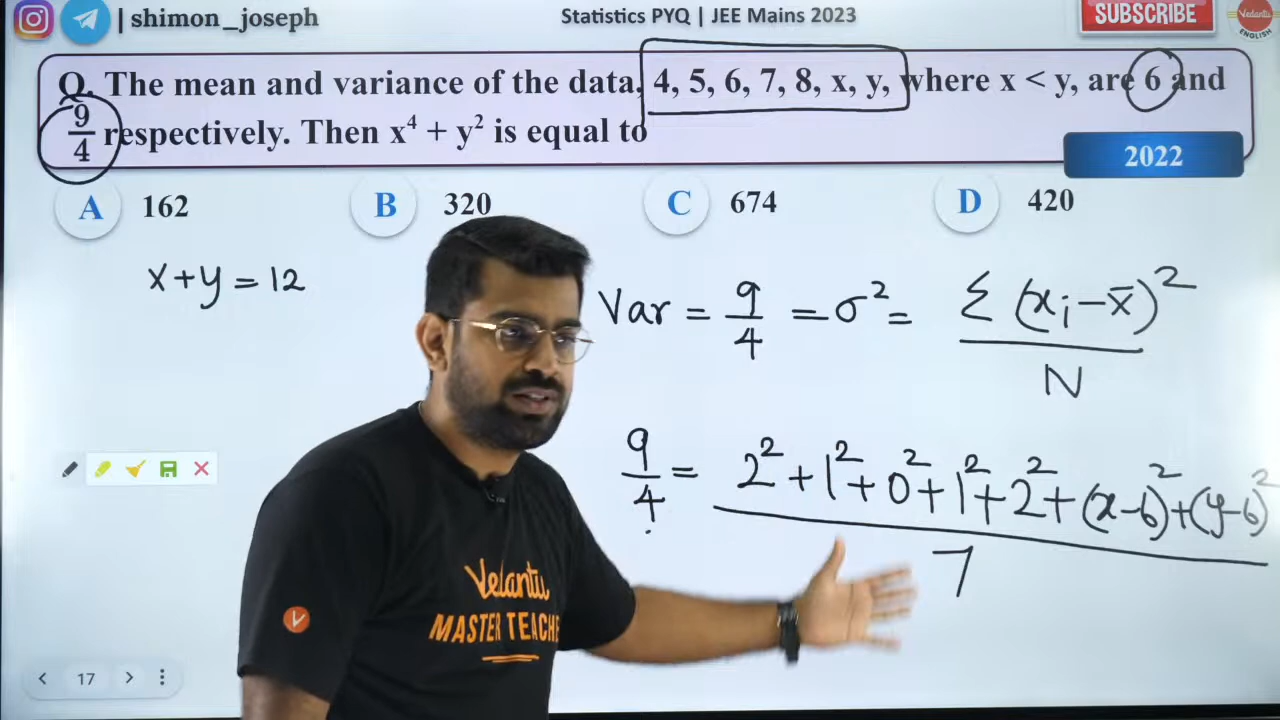 shimon_joseph
Statistics PYQ | JEE Mains 2023
SUBSCRIBE
Vedantu
ENGLISH
Q. The mean and variance of the data, 4, 5, 6, 7, 8, x, y, where x < y, are 6 and
9/4 respectively. Then x⁴ + y² is equal to
2022
A 162
B 320
C 674
D 420
x+y=12
Var = 9/4 = σ² = Σ(xᵢ-x̄)²/N
9/4 = 2²+1²+0²+1²+2²+(x-6)²+(y-6)²/7
Vedantu
MASTER TEACHE
17